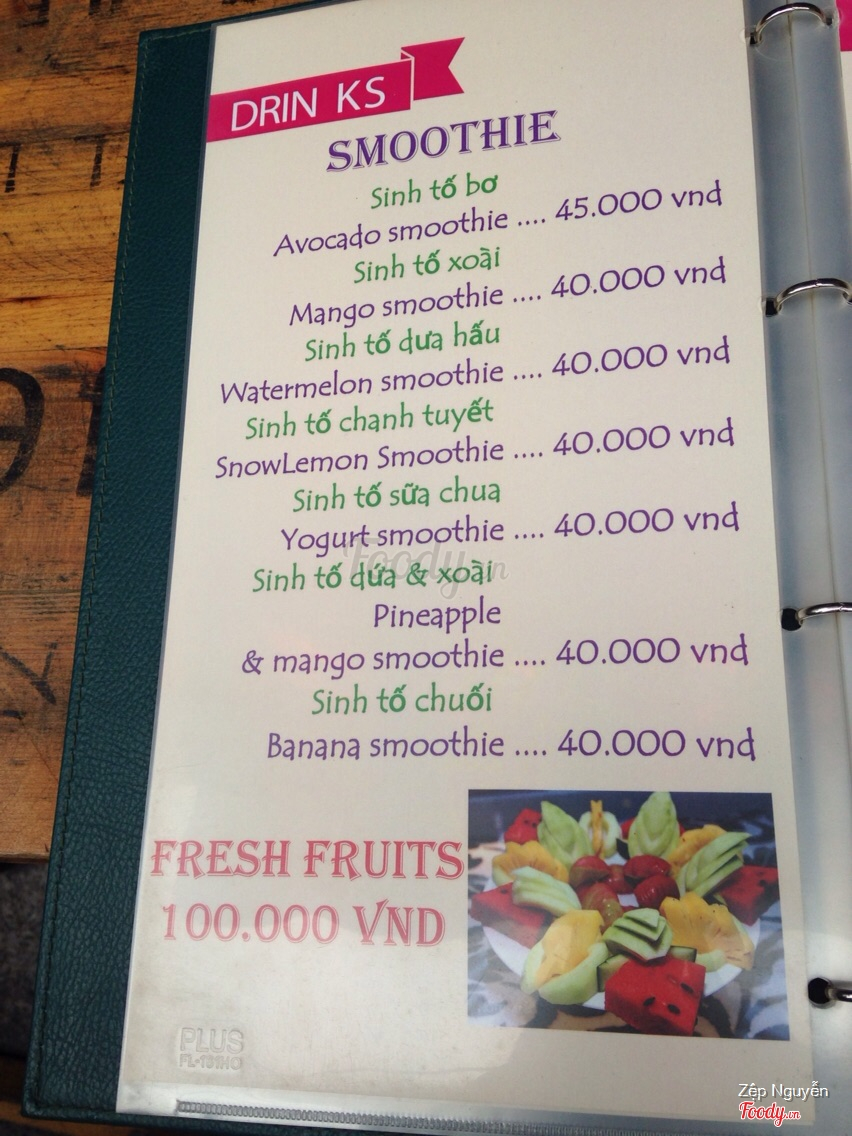 DRIN KS
SMOOTHIE
Sinh tố bơ
Avocado smoothie .... 45.000 vnd
Sinh tố xoài
Mango smoothie .... 40.000 vnd
Sinh tố dưa hấu
Watermelon smoothie .... 40.000 vnd
Sinh tố chanh tuyết
SnowLemon Smoothie .... 40.000 vnd
Sinh tố sữa chua
Yogurt smoothie .... 40.000 vnd
Foody.vn
Sinh tố dứa & xoài
Pineapple
& mango smoothie .... 40.000 vnd
Sinh tố chuối
Banana smoothie .... 40.000 vnd
FRESH FRUITS
100.000 VND
PLUS
Zệp Nguyễn
Foody.vn